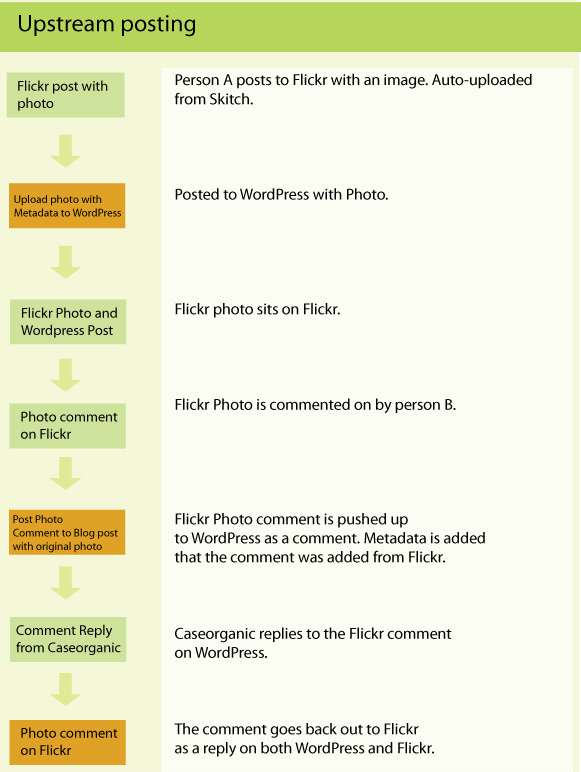 Upstream posting
Flickr post with
photo
Person A posts to Flickr with an image. Auto-uploaded
from Skitch.
Upload photo with
Metadata to WordPress
Posted to WordPress with Photo.
Flickr Photo and
Wordpress Post
Flickr photo sits on Flickr.
Photo comment
on Flickr
Flickr Photo is commented on by person B.
Post Photo
Comment to Blog post
with original photo
Flickr Photo comment is pushed up
to WordPress as a comment. Metadata is added
that the comment was added from Flickr.
Comment Reply
from Caseorganic
Caseorganic replies to the Flickr comment
on WordPress.
Photo comment
on Flickr
The comment goes back out to Flickr
as a reply on both WordPress and Flickr.